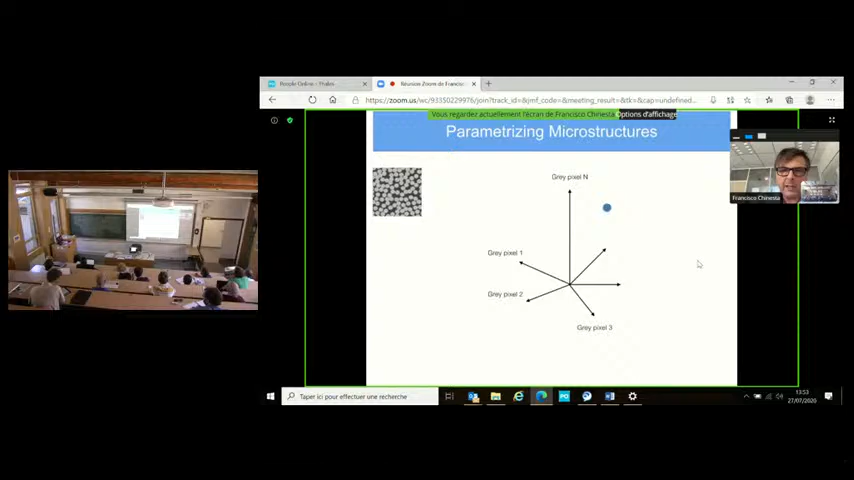 People Online - Thales
Réunion Zoom de Francis
https://zoom.us/wc/93350229976/join?track_id=&jmf_code=&meeting_result=&tk=&cap=undefined...
Vous regardez actuellement l'écran de Francisco Chinesta
Options d'affichage
Parametrizing Microstructures
Francisco Chinesta
Grey pixel N
Grey pixel 1
Grey pixel 2
Grey pixel 3
Taper ici pour effectuer une recherche
13:53
27/07/2020